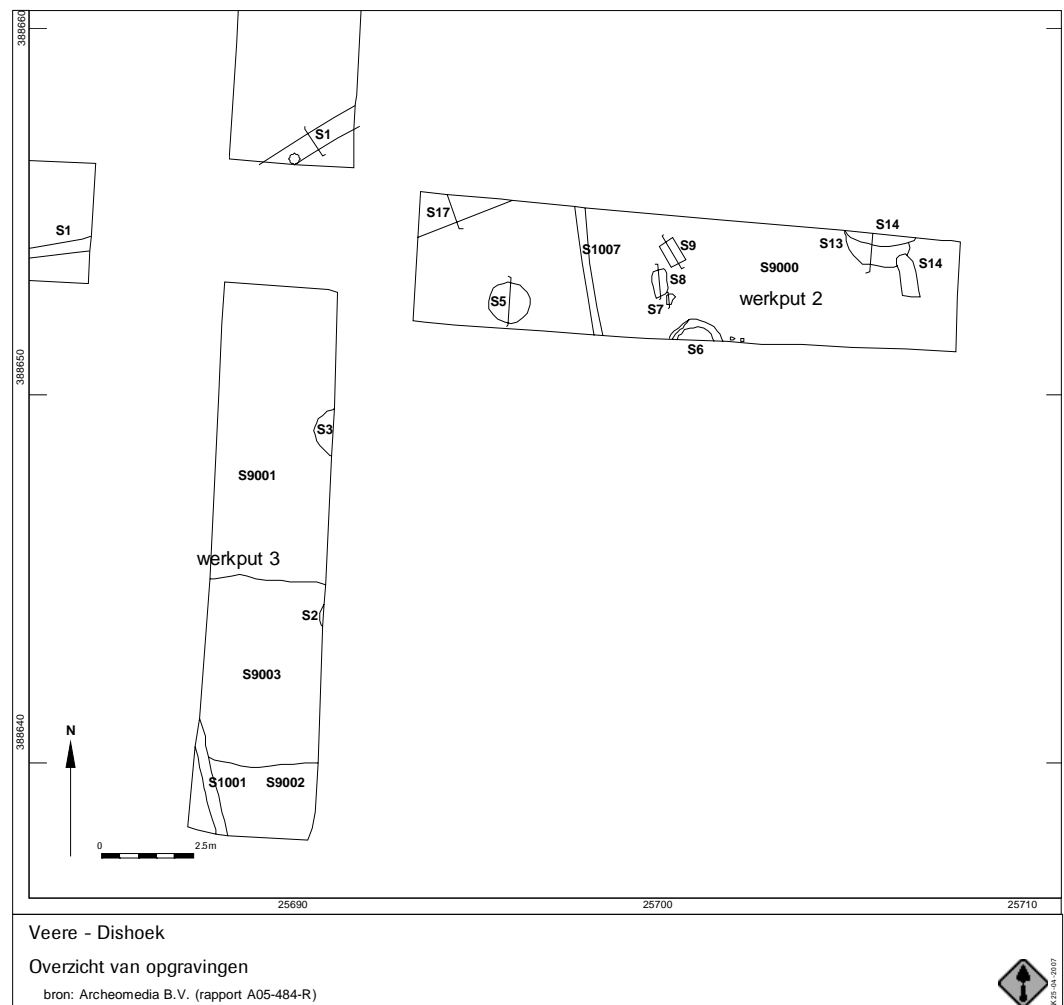 388660
S1
S1
S17
S14
S13
S9
S1007
S14
S9000
S8
werkput 2
S5
S7
S6
388650
S3
S9001
werkput 3
S2
S9003
388640
N
S1001
S9002
0
2.5m
25690
25700
25710
Veere - Dishoek
Overzicht van opgravingen
bron: Archeomedia B.V. (rapport A05-484-R)